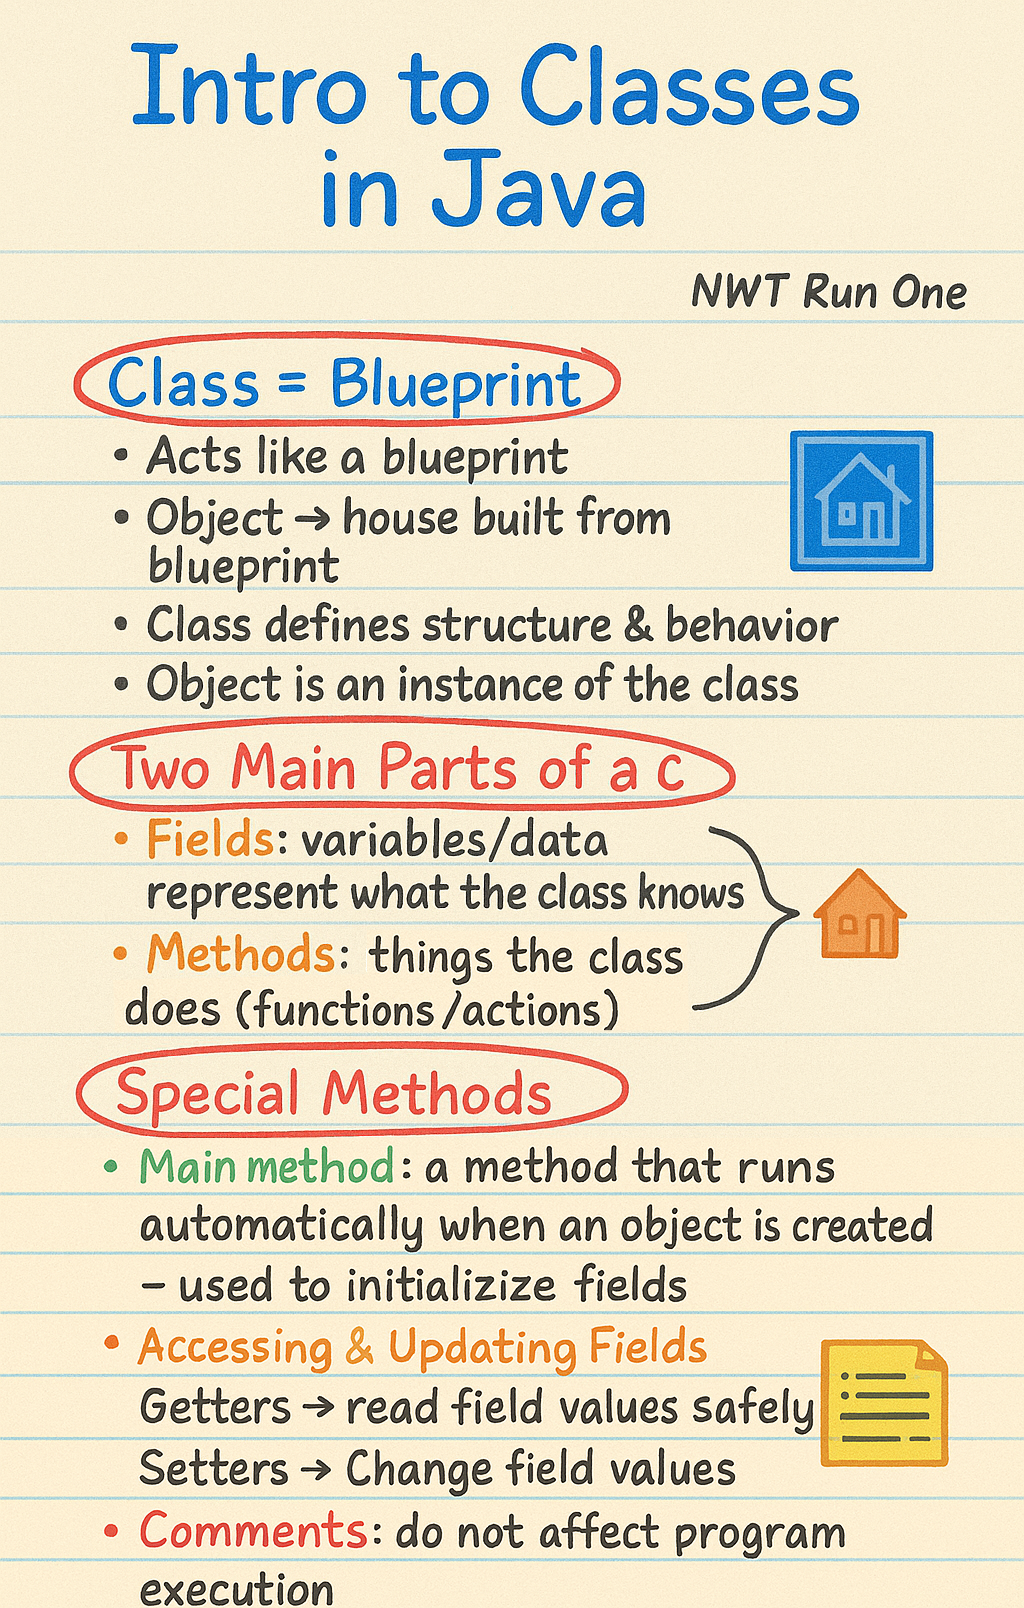 Intro to Classes
in Java
NWT Run One
Class = Blueprint
• Acts like a blueprint
• Object → house built from
blueprint
• Class defines structure & behavior
• Object is an instance of the class
Two Main Parts of a c
• Fields: variables/data
represent what the class knows
• Methods: things the class
does (functions/actions)
Special Methods
• Main method: a method that runs
automatically when an object is created
– used to initializize fields
• Accessing & Updating Fields
Getters → read field values safely
Setters → Change field values
• Comments: do not affect program
execution